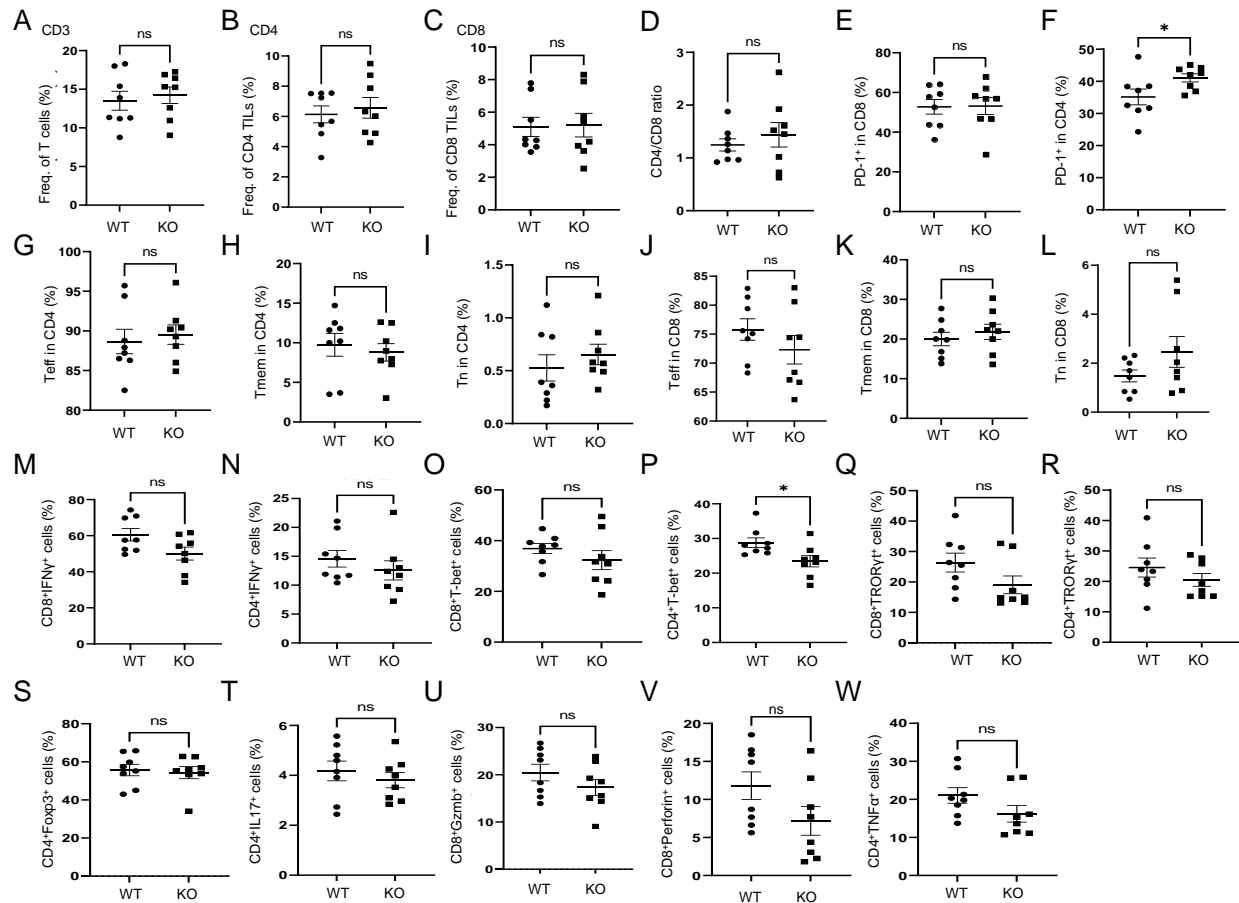 A
CD3
ns
Freq. of T cells (%)
20
15
10
5
0
WT KO
B
CD4
ns
Freq. of CD4 TILs (%)
12
10
8
6
4
2
0
WT KO
C
CD8
ns
Freq. of CD8 TILs (%)
10
8
6
4
2
0
WT KO
D
ns
CD4/CD8 ratio
3
2
1
0
WT KO
E
ns
PD-1⁺ in CD8 (%)
80
60
40
20
0
WT KO
F
*
PD-1⁺ in CD4 (%)
50
40
30
20
10
0
WT KO
G
ns
Teff in CD4 (%)
100
95
90
85
80
WT KO
H
ns
Tmem in CD4 (%)
20
15
10
5
0
WT KO
I
ns
Tn in CD4 (%)
1.5
1.0
0.5
0.0
WT KO
J
ns
Teff in CD8 (%)
85
80
75
70
65
60
WT KO
K
ns
Tmem in CD8 (%)
40
30
20
10
0
WT KO
L
ns
Tn in CD8 (%)
6
4
2
0
WT KO
M
ns
CD8⁺IFNγ⁺ cells (%)
80
60
40
20
0
WT KO
N
ns
CD4⁺IFNγ⁺ cells (%)
25
20
15
10
5
0
WT KO
O
ns
CD8⁺T-bet⁺ cells (%)
60
40
20
0
WT KO
P
*
CD4⁺T-bet⁺ cells (%)
40
30
20
10
0
WT KO
Q
ns
CD8⁺TRORγt⁺ cells (%)
50
40
30
20
10
0
WT KO
R
ns
CD4⁺TRORγt⁺ cells (%)
50
40
30
20
10
0
WT KO
S
ns
CD4⁺Foxp3⁺ cells (%)
80
60
40
20
0
WT KO
T
ns
CD4⁺IL17⁺ cells (%)
6
4
2
0
WT KO
U
ns
CD8⁺Gzmb⁺ cells (%)
30
20
10
0
WT KO
V
ns
CD8⁺Perforin⁺ cells (%)
20
15
10
5
0
WT KO
W
ns
CD4⁺TNFα⁺ cells (%)
40
30
20
10
0
WT KO